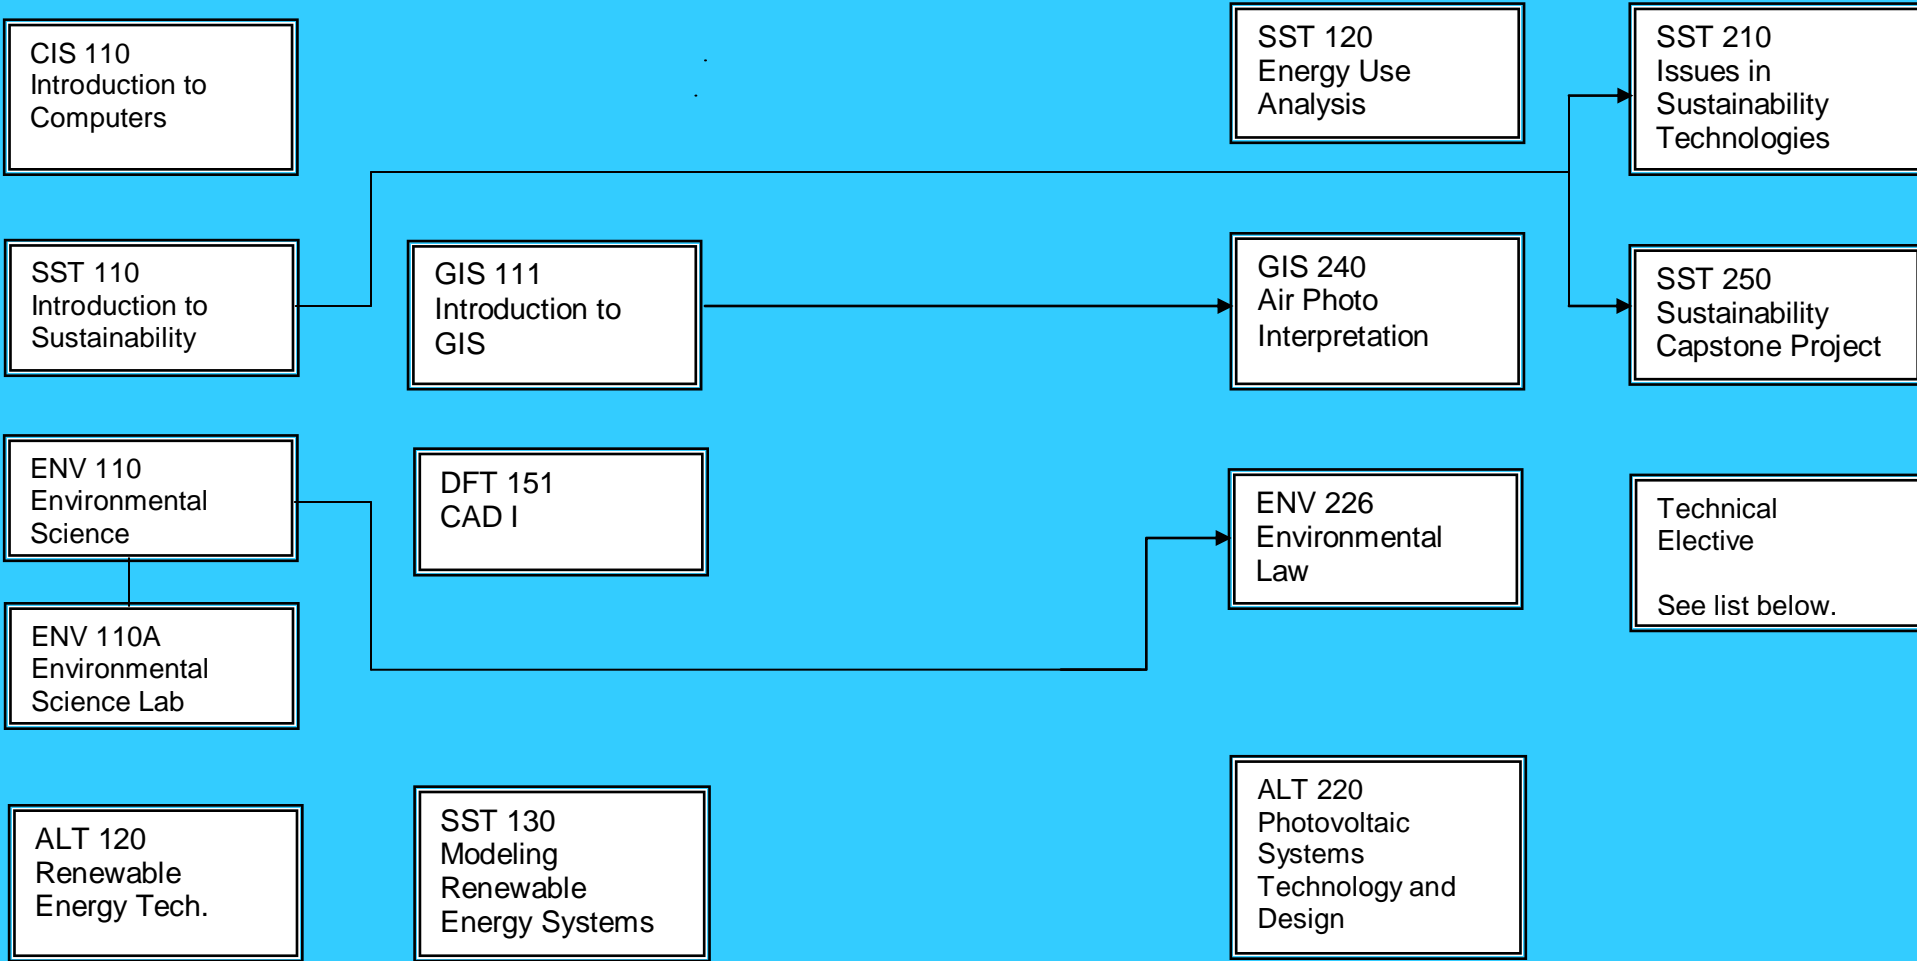 CIS 110
Introduction to
Computers
SST 120
Energy Use
Analysis
SST 210
Issues in
Sustainability
Technologies
SST 110
Introduction to
Sustainability
GIS 111
Introduction to
GIS
GIS 240
Air Photo
Interpretation
SST 250
Sustainability
Capstone Project
ENV 110
Environmental
Science
DFT 151
CAD I
ENV 226
Environmental
Law
Technical
Elective
See list below.
ENV 110A
Environmental
Science Lab
ALT 120
Renewable
Energy Tech.
SST 130
Modeling
Renewable
Energy Systems
ALT 220
Photovoltaic
Systems
Technology and
Design